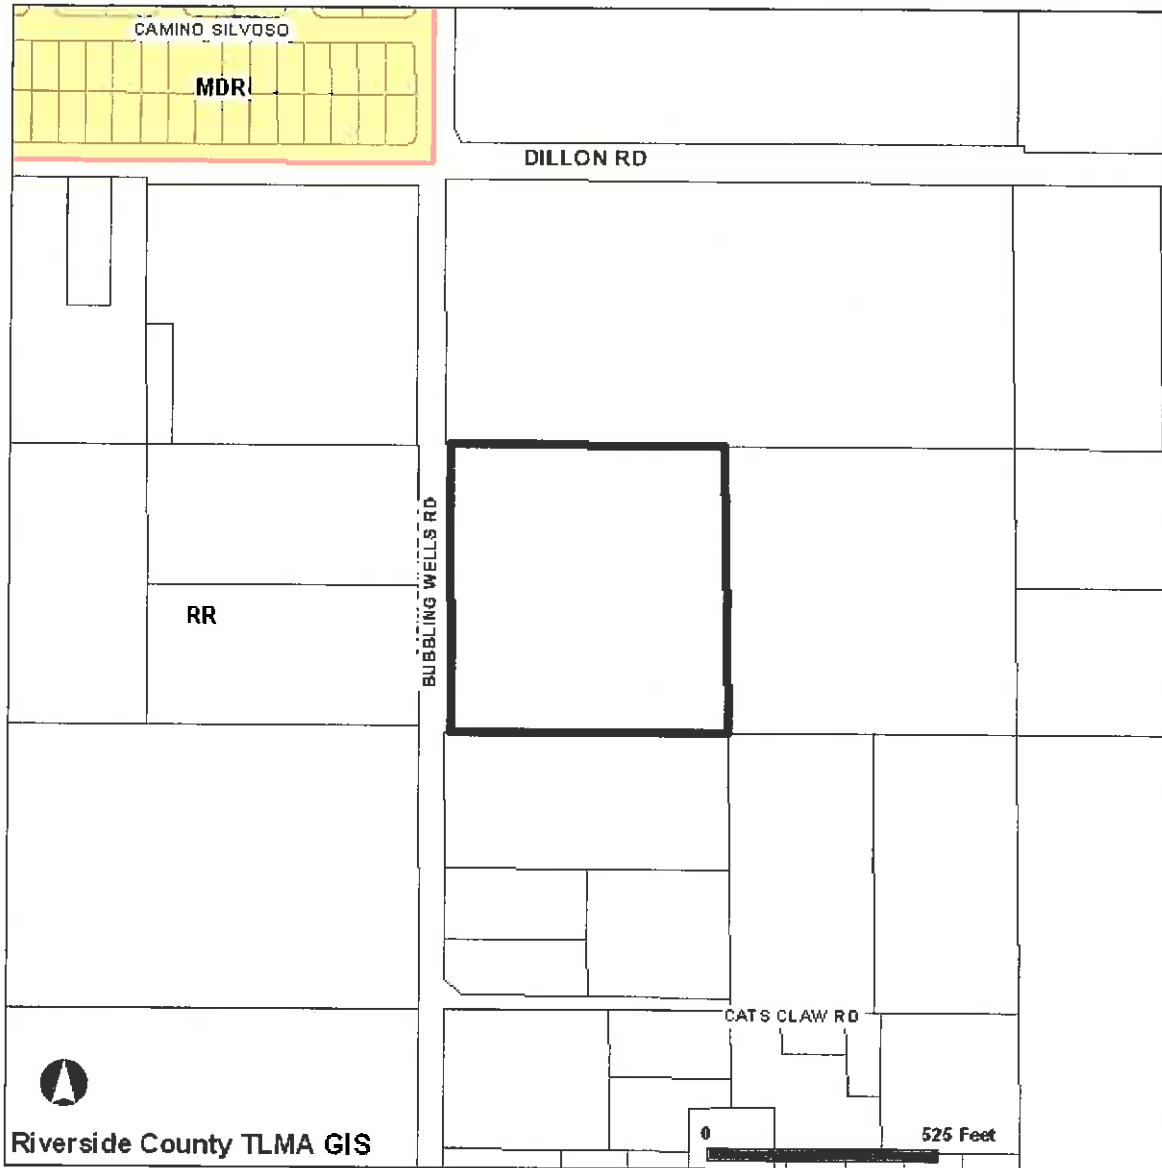 CAMINO SILVOSO
MDR
DILLON RD
BUBBLING WELLS RD
RR
CATS CLAW RD
Riverside County TLMA GIS
0 525 Feet